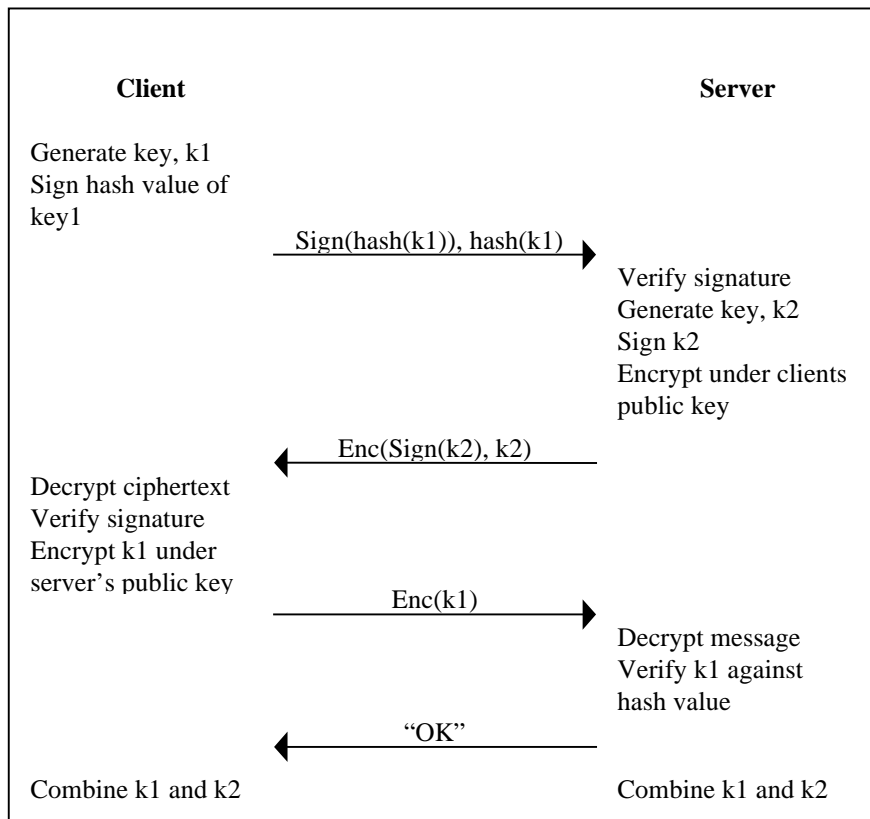 Client
Server
Generate key, k1
Sign hash value of
key1
Sign(hash(k1)), hash(k1)
Verify signature
Generate key, k2
Sign k2
Encrypt under clients
public key
Enc(Sign(k2), k2)
Decrypt ciphertext
Verify signature
Encrypt k1 under
server’s public key
Enc(k1)
Decrypt message
Verify k1 against
hash value
“OK”
Combine k1 and k2
Combine k1 and k2